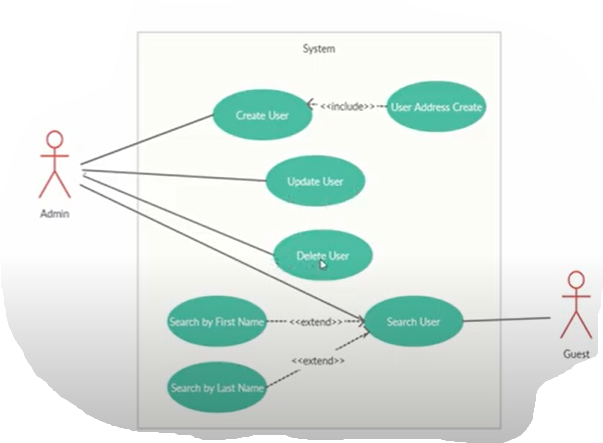 System
Create User
<<include>>
User Address Create
Update User
Admin
Delete User
Search by First Name
<<extend>>
Search User
<<extend>>
Guest
Search by Last Name